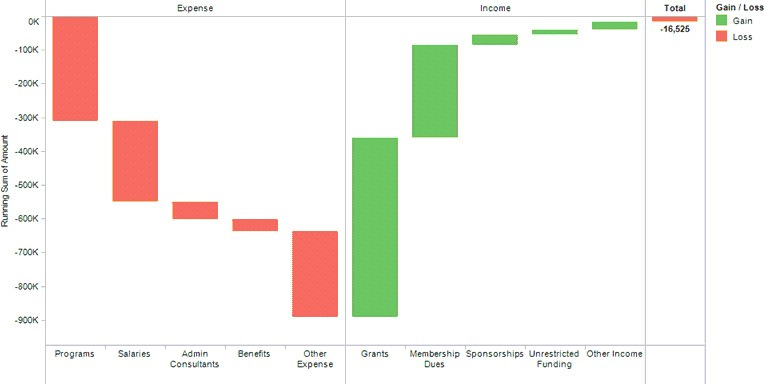 Expense
Income
Total
Gain / Loss
Gain
Loss
0K
-16,525
-100K
-200K
-300K
-400K
-500K
-600K
-700K
-800K
-900K
Running Sum of Amount
Programs
Salaries
Admin
Consultants
Benefits
Other
Expense
Grants
Membership
Dues
Sponsorships
Unrestricted
Funding
Other Income